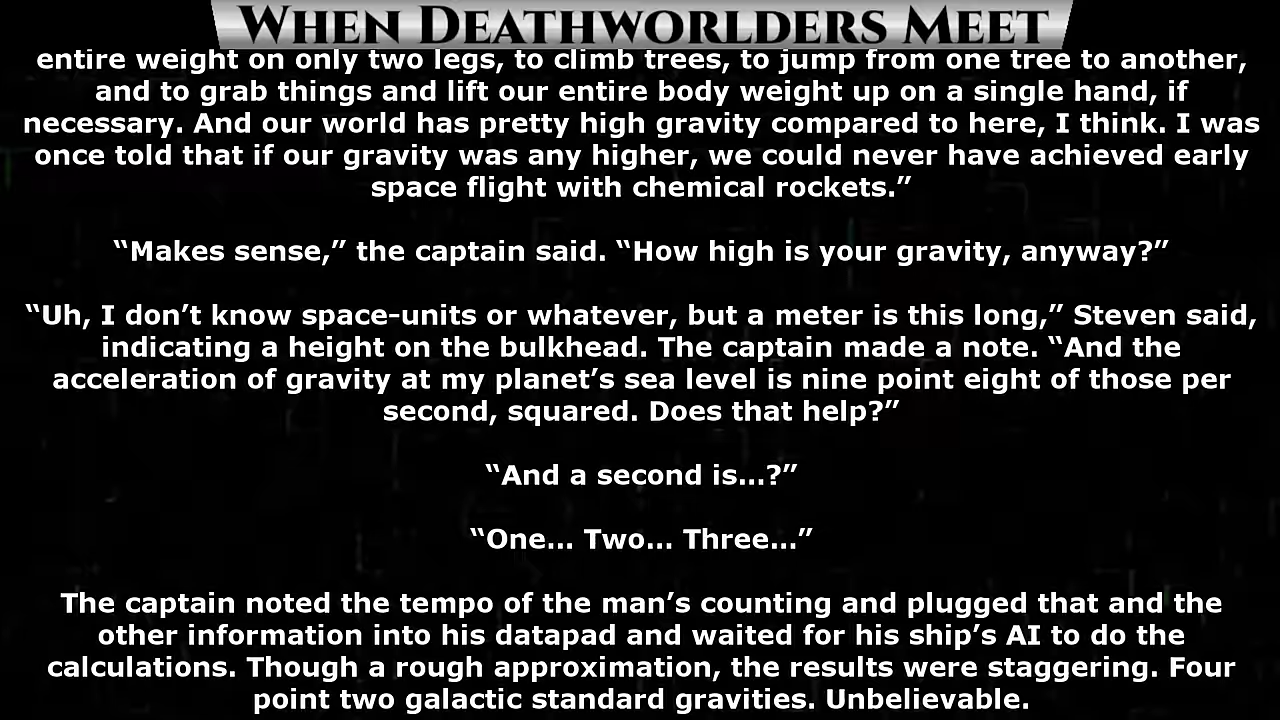 When Deathworlders Meet
entire weight on only two legs, to climb trees, to jump from one tree to another,
and to grab things and lift our entire body weight up on a single hand, if
necessary. And our world has pretty high gravity compared to here, I think. I was
once told that if our gravity was any higher, we could never have achieved early
space flight with chemical rockets.”
“Makes sense,” the captain said. “How high is your gravity, anyway?”
“Uh, I don’t know space-units or whatever, but a meter is this long,” Steven said,
indicating a height on the bulkhead. The captain made a note. “And the
acceleration of gravity at my planet’s sea level is nine point eight of those per
second, squared. Does that help?”
“And a second is...?”
“One... Two... Three...”
The captain noted the tempo of the man’s counting and plugged that and the
other information into his datapad and waited for his ship’s AI to do the
calculations. Though a rough approximation, the results were staggering. Four
point two galactic standard gravities. Unbelievable.